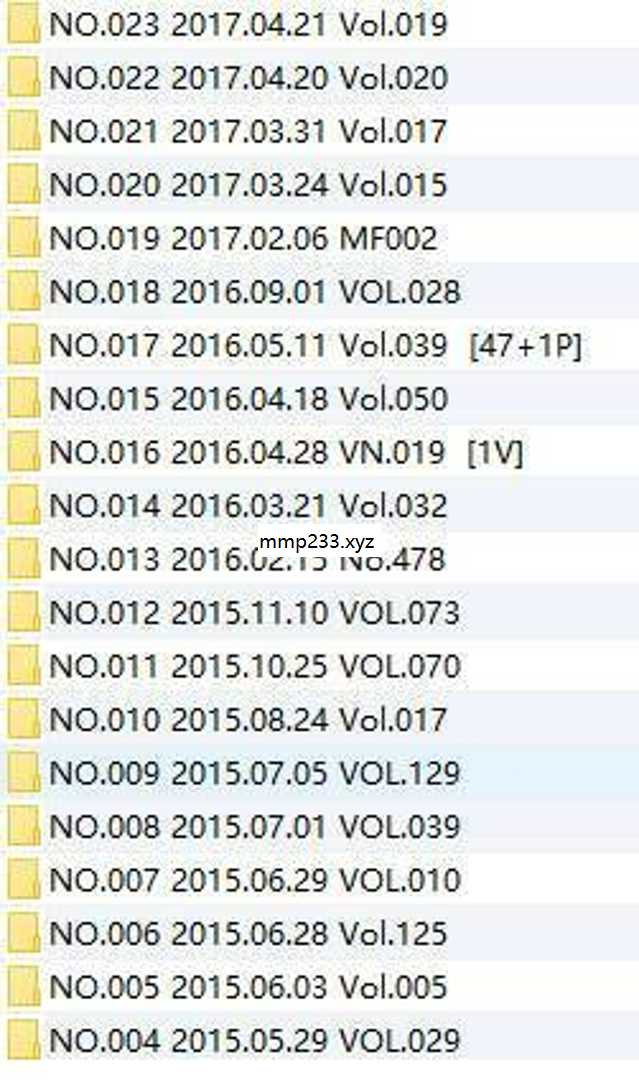 NO.023 2017.04.21 Vol.019
NO.022 2017.04.20 Vol.020
NO.021 2017.03.31 Vol.017
NO.020 2017.03.24 Vol.015
NO.019 2017.02.06 MF002
NO.018 2016.09.01 VOL.028
NO.017 2016.05.11 Vol.039 [47+1P]
NO.015 2016.04.18 Vol.050
NO.016 2016.04.28 VN.019 [1V]
NO.014 2016.03.21 Vol.032
mmp233.xyz
NO.013 2016.02.15 No.478
NO.012 2015.11.10 VOL.073
NO.011 2015.10.25 VOL.070
NO.010 2015.08.24 Vol.017
NO.009 2015.07.05 VOL.129
NO.008 2015.07.01 VOL.039
NO.007 2015.06.29 VOL.010
NO.006 2015.06.28 Vol.125
NO.005 2015.06.03 Vol.005
NO.004 2015.05.29 VOL.029